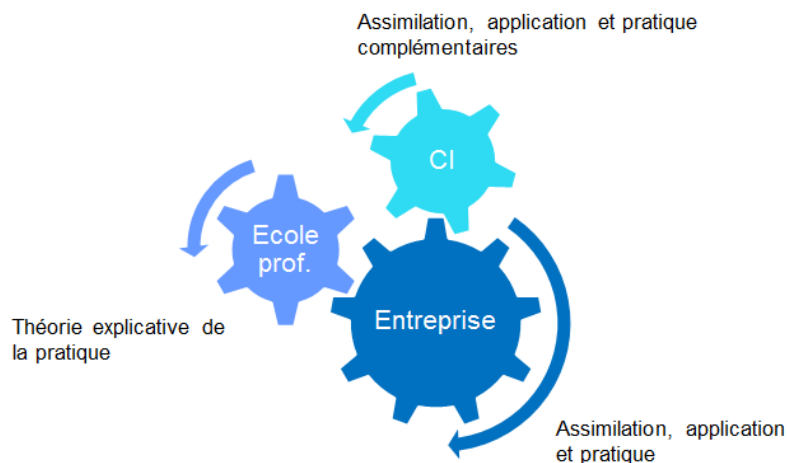 Assimilation, application et pratique
complémentaires
CI
Ecole
prof.
Entreprise
Théorie explicative de
la pratique
Assimilation, application
et pratique